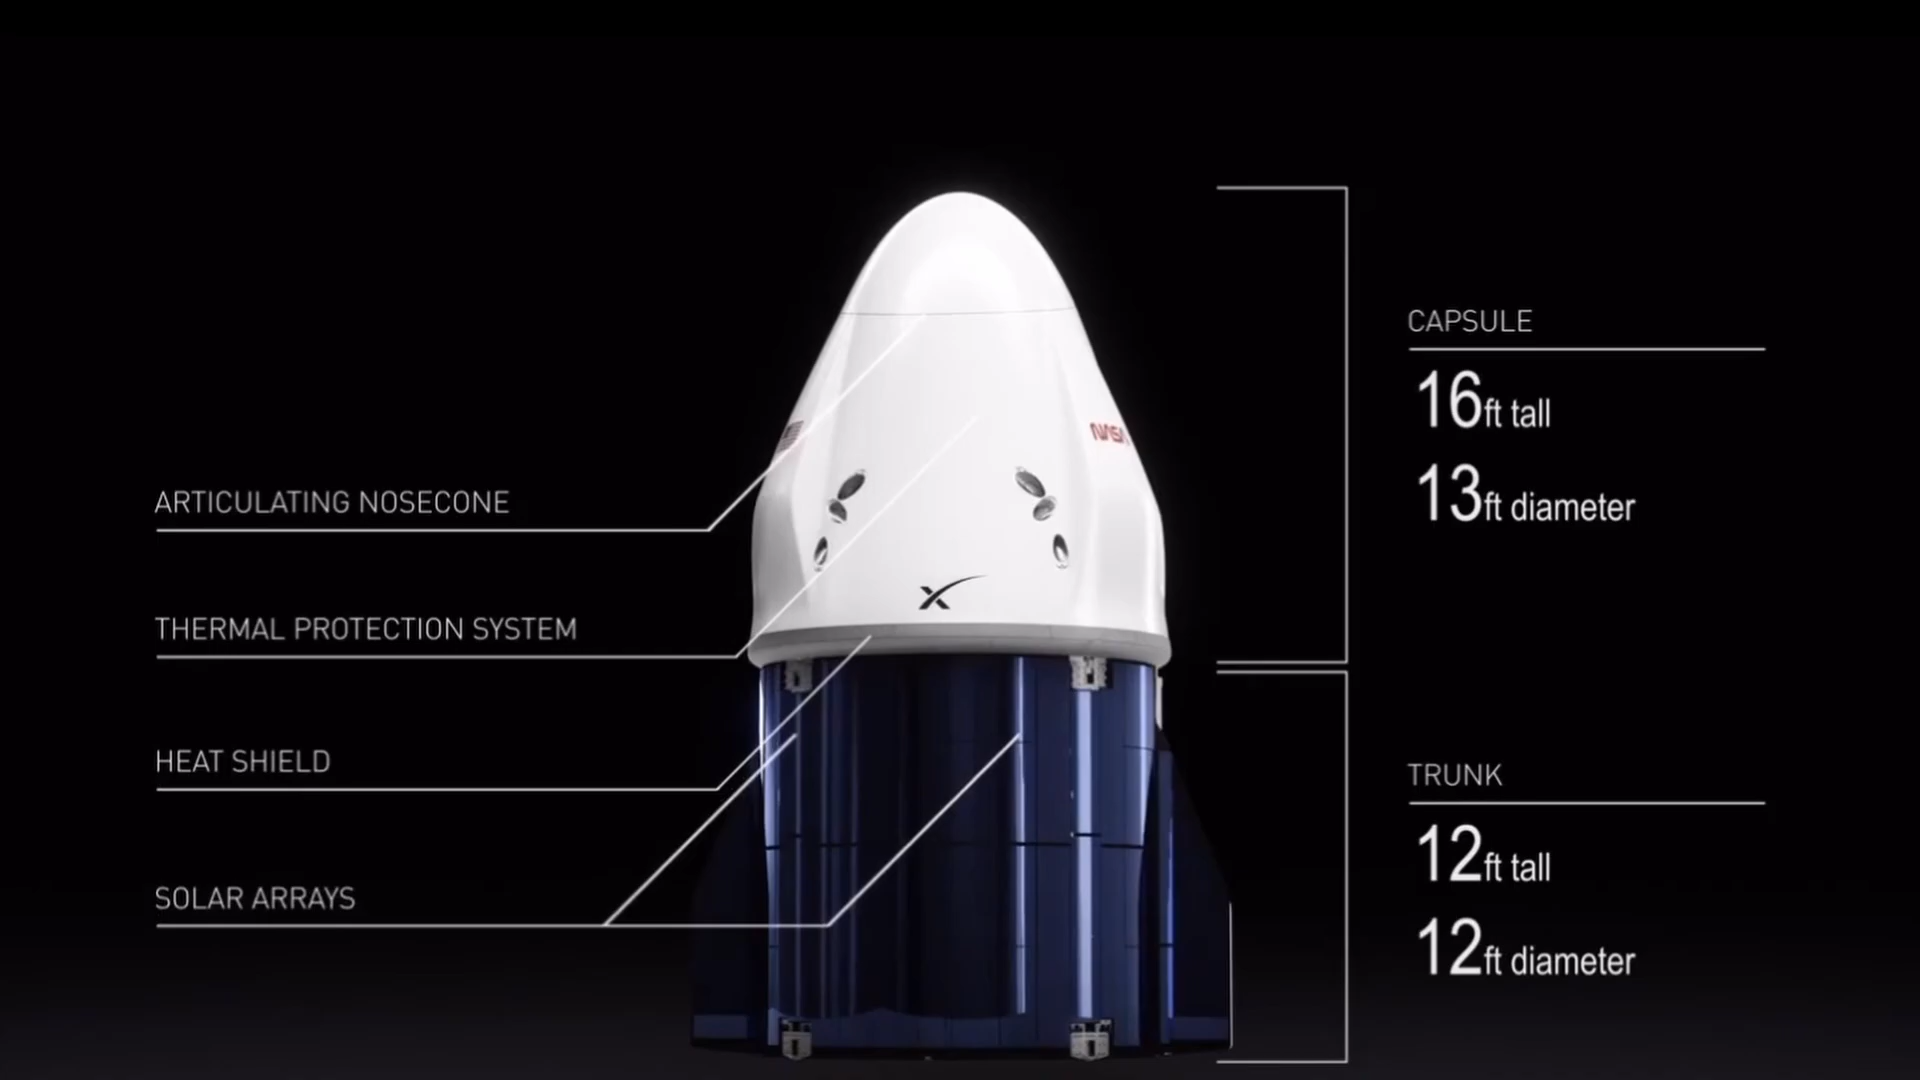 ARTICULATING NOSECONE
THERMAL PROTECTION SYSTEM
HEAT SHIELD
SOLAR ARRAYS
NASA
X
CAPSULE
16ft tall
13ft diameter
TRUNK
12ft tall
12ft diameter